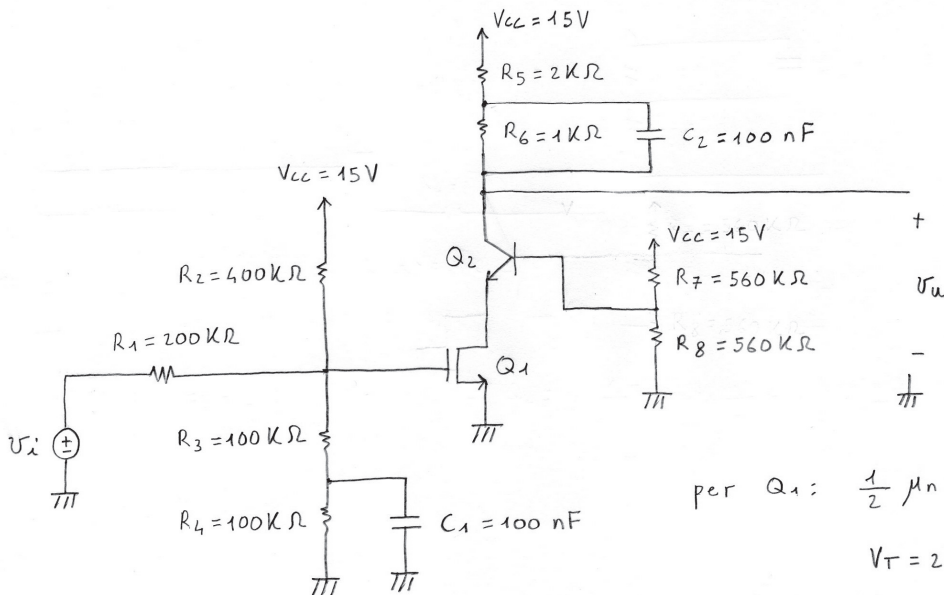 Vcc = 15V
R5 = 2KΩ
R6 = 1KΩ
C2 = 100 nF
Vcc = 15V
R2 = 400KΩ
Q2
Vcc = 15V
R7 = 560KΩ
R8 = 560KΩ
+
vu
−
R1 = 200KΩ
Q1
vi
±
R3 = 100KΩ
R4 = 100KΩ
C1 = 100 nF
per Q1: 1/2 μn
VT = 2